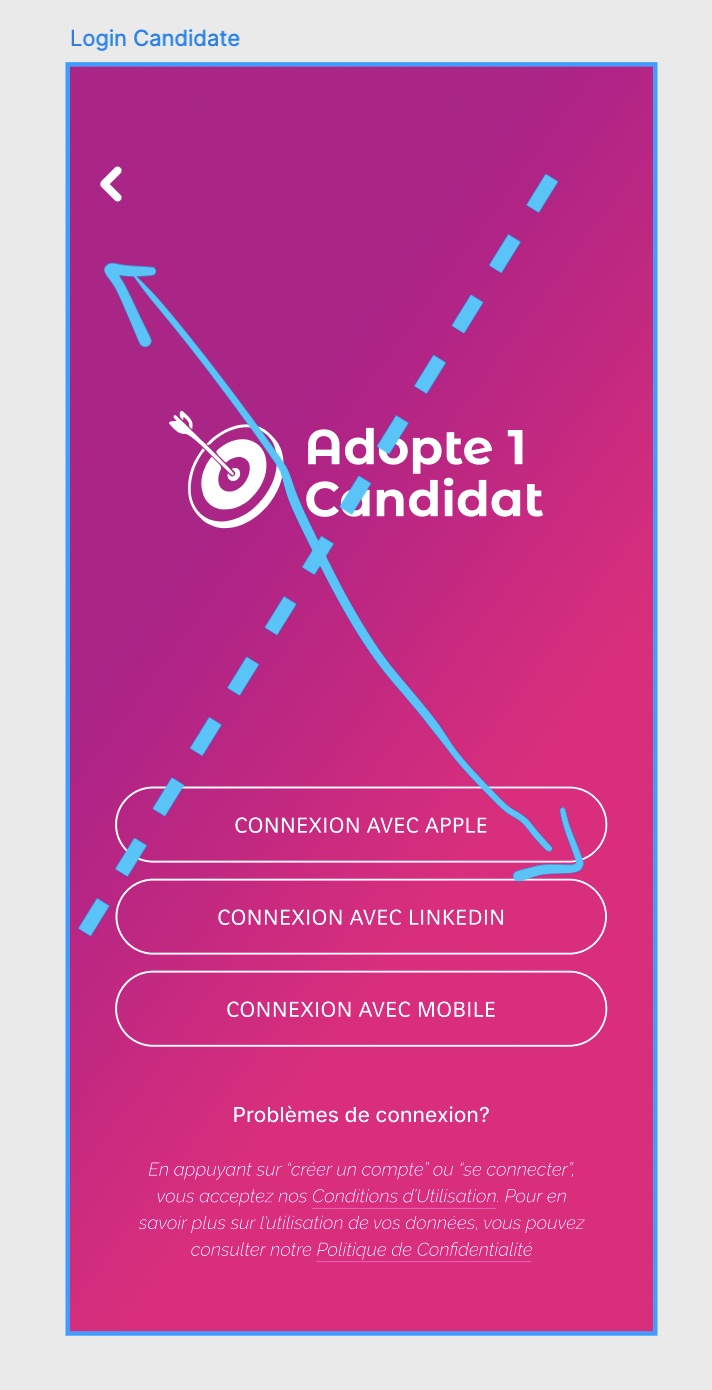 Login Candidate
Adopte 1
Candidat
CONNEXION AVEC APPLE
CONNEXION AVEC LINKEDIN
CONNEXION AVEC MOBILE
Problèmes de connexion?
En appuyant sur “créer un compte” ou “se connecter”,
vous acceptez nos Conditions d’Utilisation. Pour en
savoir plus sur l’utilisation de vos données, vous pouvez
consulter notre Politique de Confidentialité